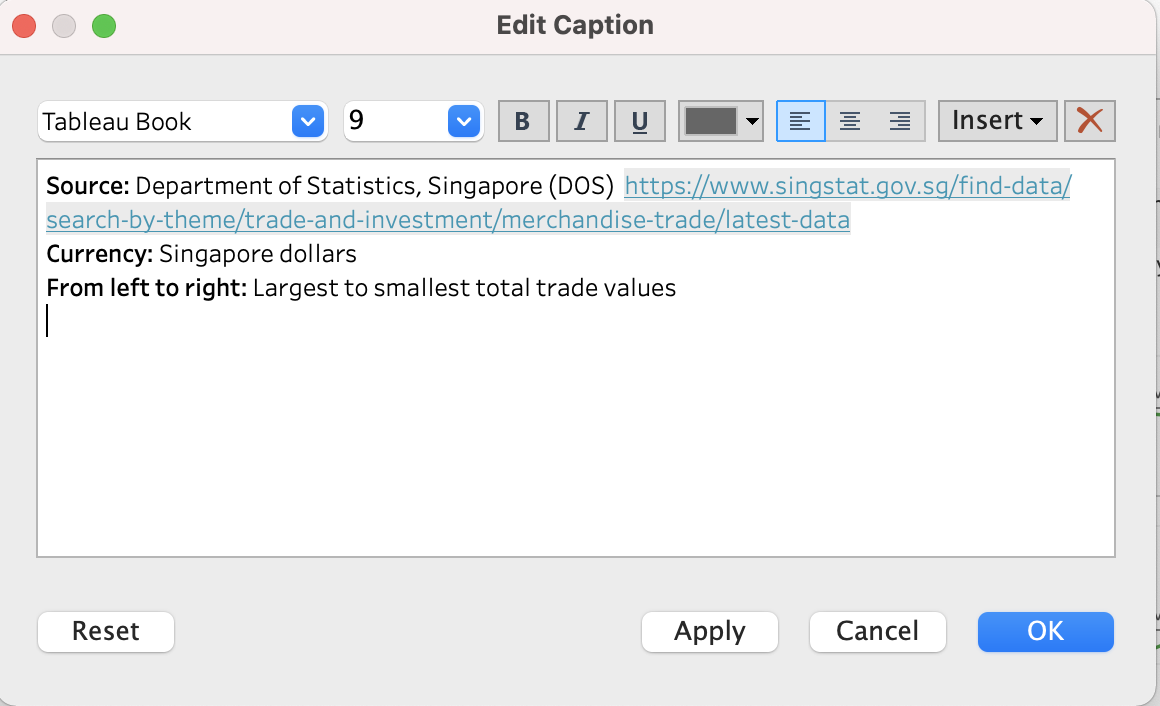 Edit Caption
Tableau Book
9
B
I
U
Insert
Source: Department of Statistics, Singapore (DOS) https://www.singstat.gov.sg/find-data/
search-by-theme/trade-and-investment/merchandise-trade/latest-data
Currency: Singapore dollars
From left to right: Largest to smallest total trade values
Reset
Apply
Cancel
OK